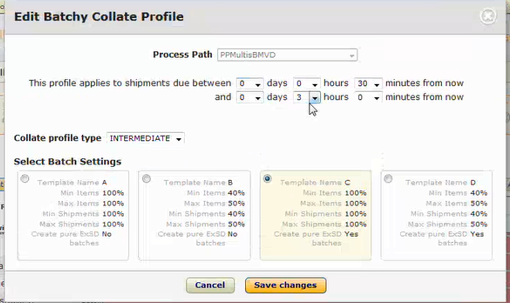 Edit Batchy Collate Profile
Process Path PPMultisBMVD
This profile applies to shipments due between 0 days 0 hours 30 minutes from now
and 0 days 3 hours 0 minutes from now
Collate profile type INTERMEDIATE
Select Batch Settings
Template Name A
Min Items 100%
Max Items 100%
Min Shipments 100%
Max Shipments 100%
Create pure ExSD batches No
Template Name B
Min Items 40%
Max Items 50%
Min Shipments 40%
Max Shipments 50%
Create pure ExSD batches No
Template Name C
Min Items 100%
Max Items 100%
Min Shipments 100%
Max Shipments 100%
Create pure ExSD batches Yes
Template Name D
Min Items 40%
Max Items 50%
Min Shipments 40%
Max Shipments 50%
Create pure ExSD batches Yes
Cancel
Save changes